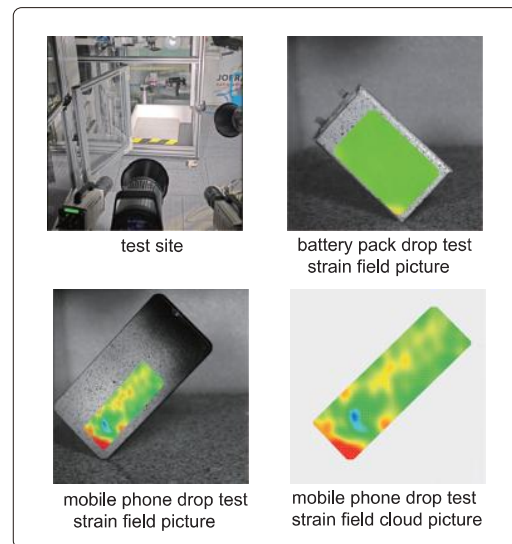 JOER
test site
battery pack drop test
strain field picture
mobile phone drop test
strain field picture
mobile phone drop test
strain field cloud picture